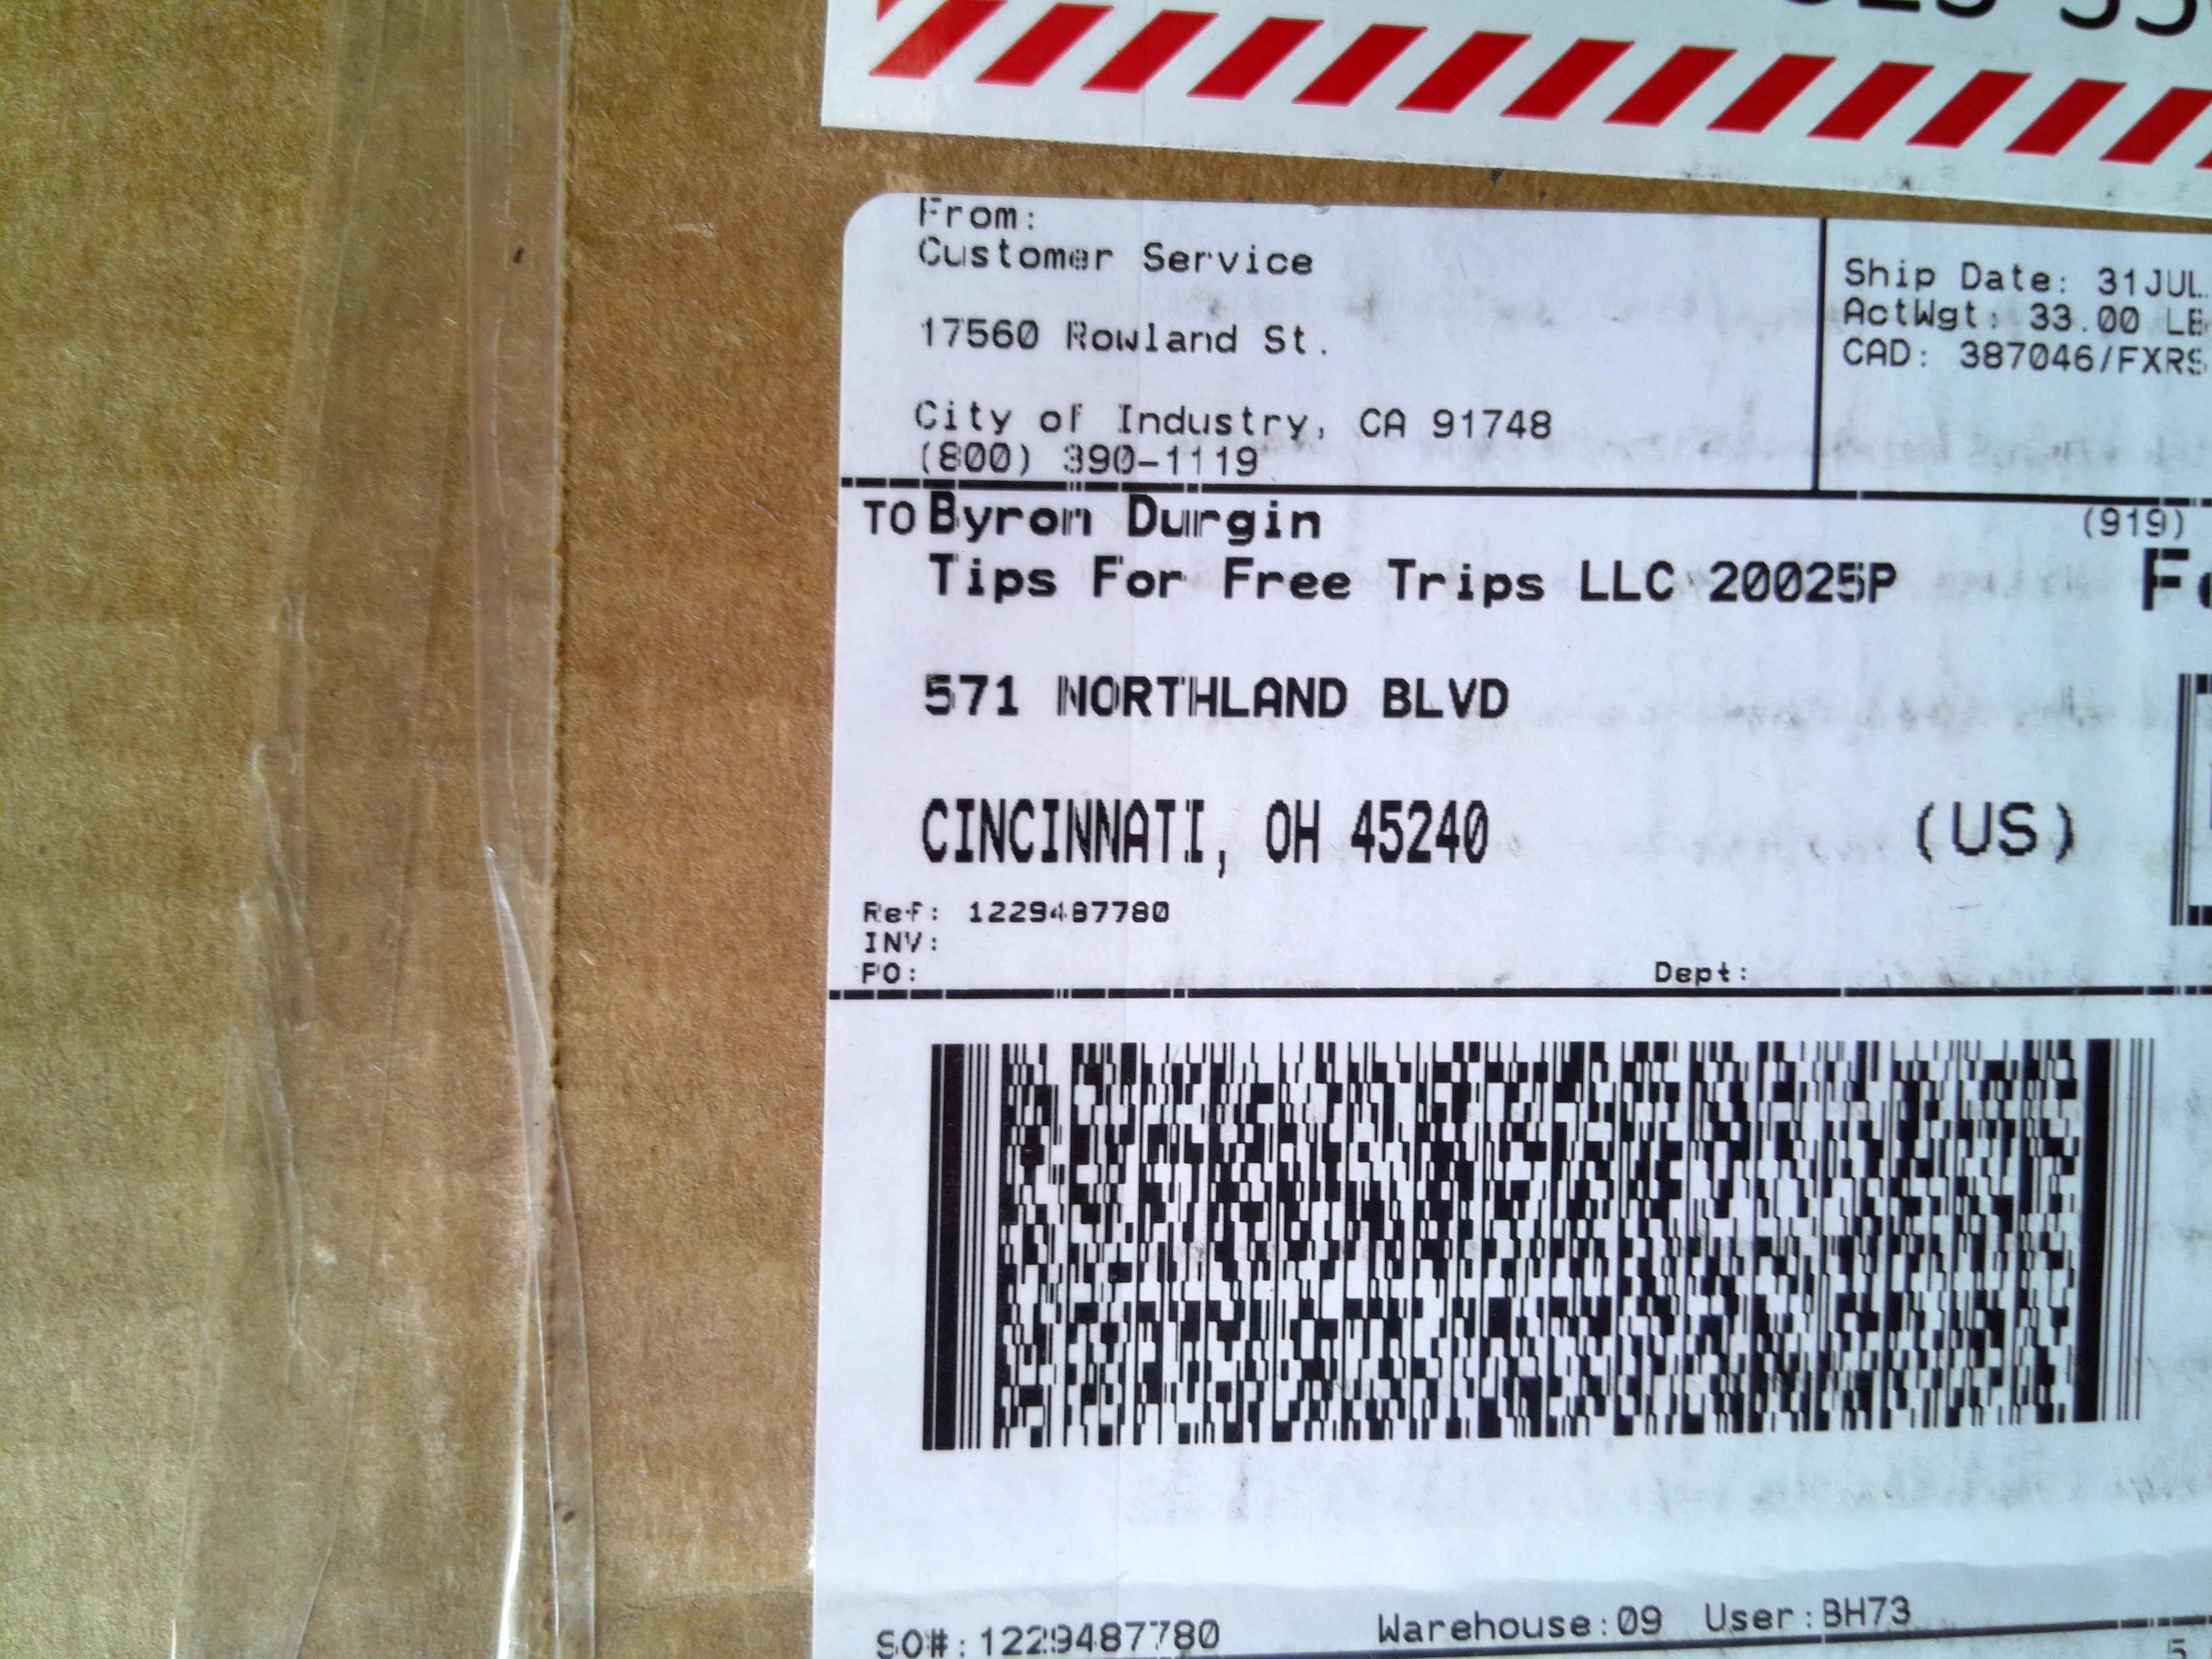 From:
Customer Service
17560 Rowland St.
City of Industry, CA 91748
(800) 390-1119
Ship Date: 31JUL
ActWgt: 33.00 LB
CAD: 387046/FXRS
TO Byron Durgin
(919)
Tips For Free Trips LLC 20025P
571 NORTHLAND BLVD
CINCINNATI, OH 45240 (US)
Ref: 1229487780
INV:
PO: Dept:
SO#: 1229487780 Warehouse:09 User:BH73